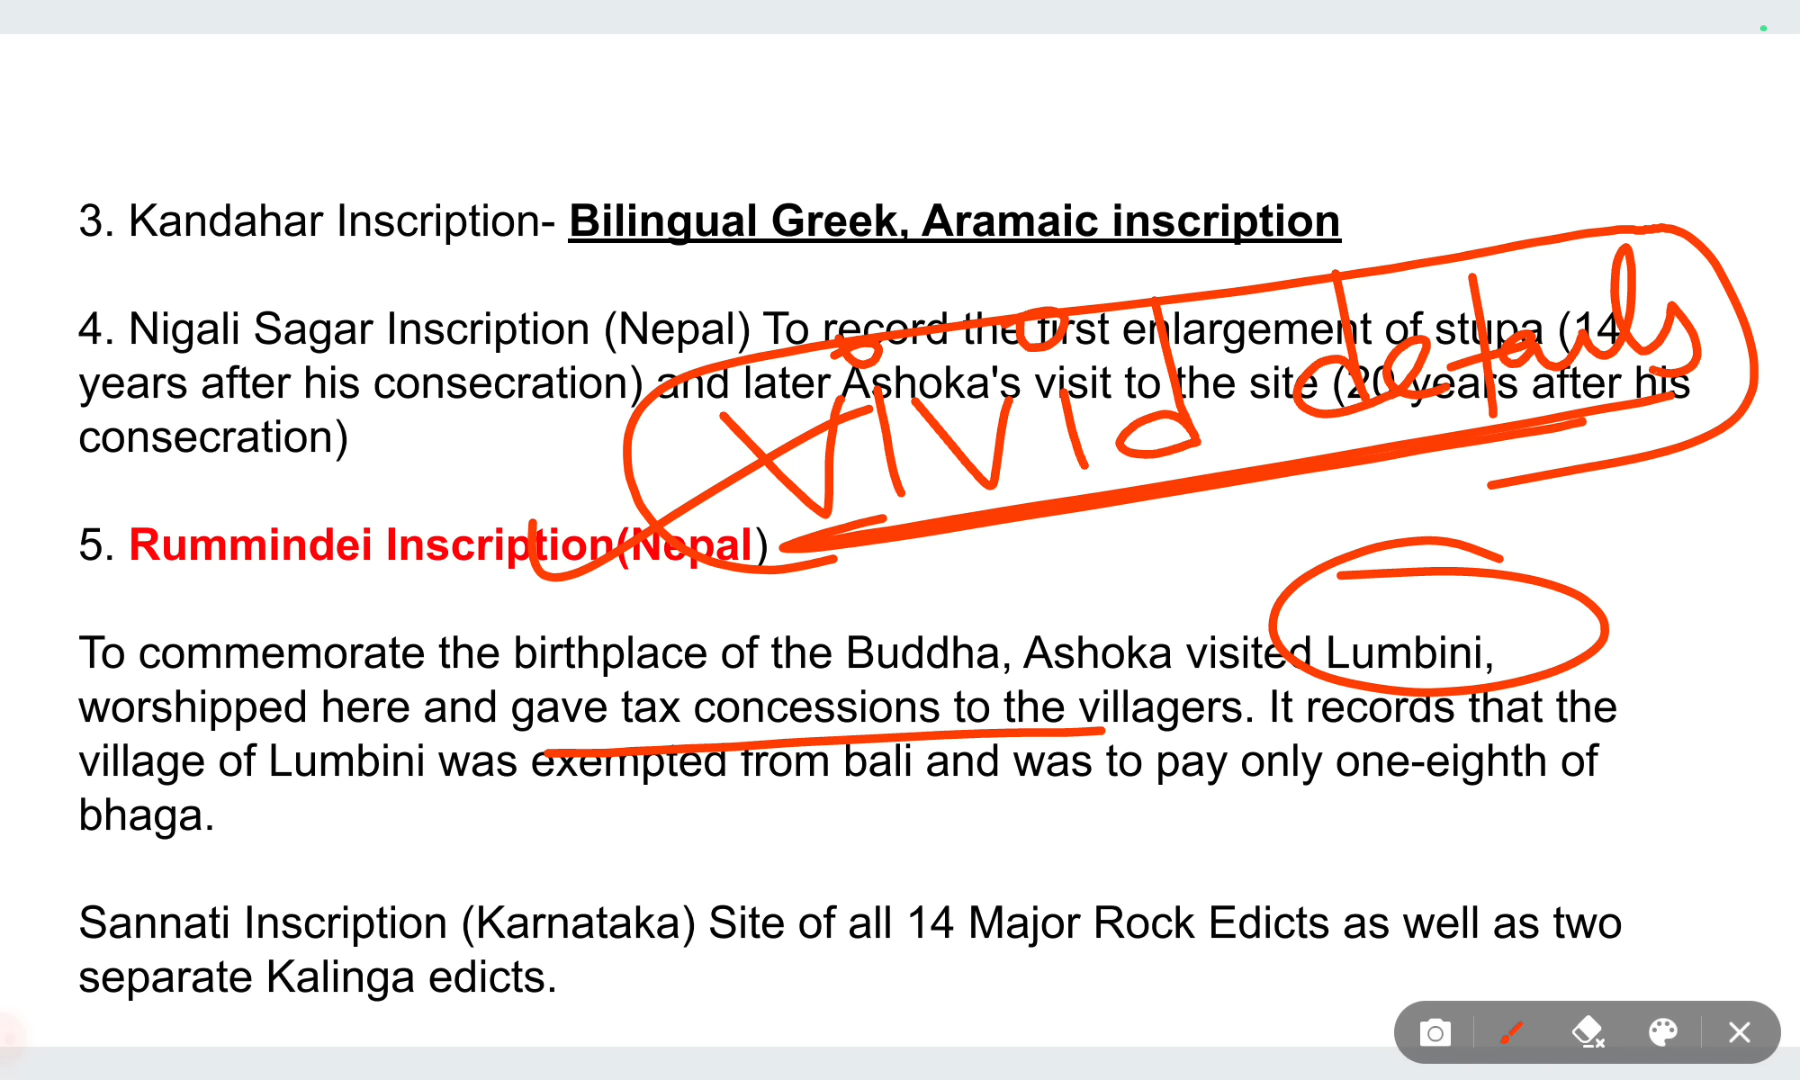 3. Kandahar Inscription- Bilingual Greek, Aramaic inscription
4. Nigali Sagar Inscription (Nepal) To record the first enlargement of stupa (14
years after his consecration) and later Ashoka's visit to the site (20 years after his
consecration)
vivid details
5. Rummindei Inscription(Nepal)
To commemorate the birthplace of the Buddha, Ashoka visited Lumbini,
worshipped here and gave tax concessions to the villagers. It records that the
village of Lumbini was exempted from bali and was to pay only one-eighth of
bhaga.
Sannati Inscription (Karnataka) Site of all 14 Major Rock Edicts as well as two
separate Kalinga edicts.